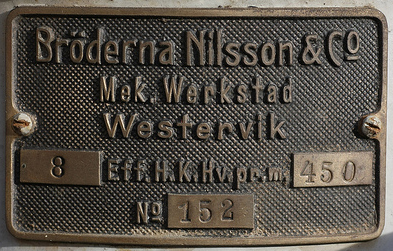 Bröderna Nilsson & Co
Mek. Werkstad
Westervik
8 Eff. H. K. Hv. pr. m. 450
No 152